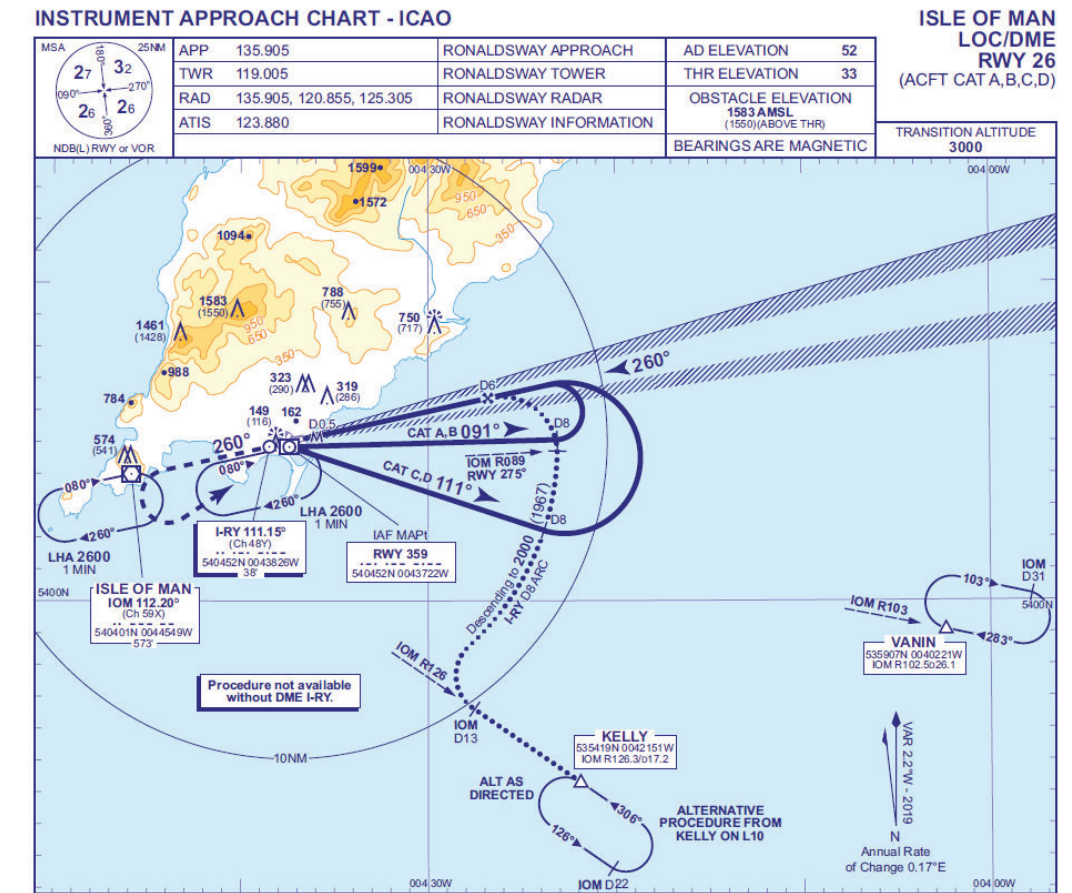 INSTRUMENT APPROACH CHART - ICAO
ISLE OF MAN
LOC/DME
RWY 26
(ACFT CAT A,B,C,D)
MSA
25NM
180°
27
32
090°
270°
26
26
360°
NDB(L) RWY or VOR
APP 135.905 RONALDSWAY APPROACH
TWR 119.005 RONALDSWAY TOWER
RAD 135.905, 120.855, 125.305 RONALDSWAY RADAR
ATIS 123.880 RONALDSWAY INFORMATION
AD ELEVATION 52
THR ELEVATION 33
OBSTACLE ELEVATION
1583 AMSL
(1550)(ABOVE THR)
BEARINGS ARE MAGNETIC
TRANSITION ALTITUDE
3000
1599
004 30W
004 00W
1572
950
650
350
1094
1583
(1550)
788
(755)
750
(717)
1461
(1428)
950
650
350
988
260°
323
(290)
319
(286)
784
D6
149
(116)
162
D0.5
D8
CAT A,B 091°
574
(541)
260°
080°
IOM R089
RWY 275°
CAT C,D 111°
080°
260°
LHA 2600
1 MIN
(1967)
D8
260°
LHA 2600
1 MIN
I-RY 111.15°
(Ch 48Y)
540452N 0043826W
38'
IAF MAPt
RWY 359
540452N 0043722W
Descending to 2000
I-RY D8 ARC
IOM
D31
103°
5400N
ISLE OF MAN
IOM 112.20°
(Ch 59X)
540401N 0044549W
573'
IOM R103
5400N
283°
VANIN
535907N 0040221W
IOM R102.5D26.1
IOM R126
Procedure not available
without DME I-RY.
IOM
D13
KELLY
535419N 0042151W
IOM R126.3/D17.2
10NM
VAR 2.2°W - 2019
ALT AS
DIRECTED
306°
126°
ALTERNATIVE
PROCEDURE FROM
KELLY ON L10
N
Annual Rate
of Change 0.17°E
004 30W
IOM D22
004 00W